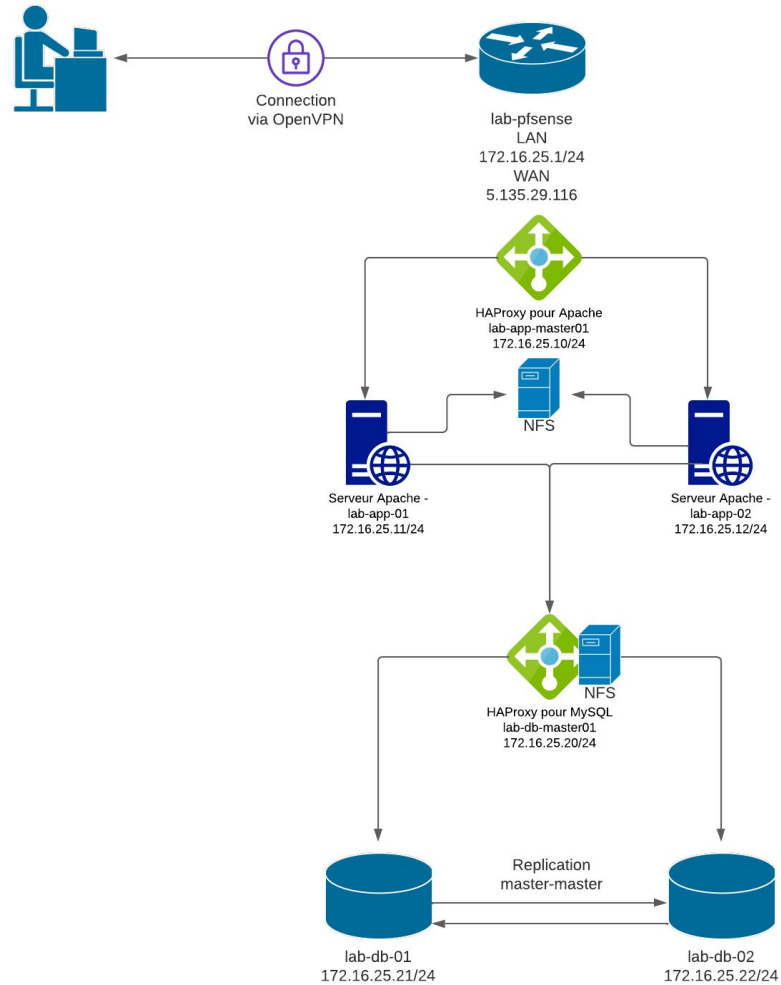 Connection
via OpenVPN
lab-pfsense
LAN
172.16.25.1/24
WAN
5.135.29.116
HAProxy pour Apache
lab-app-master01
172.16.25.10/24
NFS
Serveur Apache -
lab-app-01
172.16.25.11/24
Serveur Apache -
lab-app-02
172.16.25.12/24
NFS
HAProxy pour MySQL
lab-db-master01
172.16.25.20/24
Replication
master-master
lab-db-01
172.16.25.21/24
lab-db-02
172.16.25.22/24